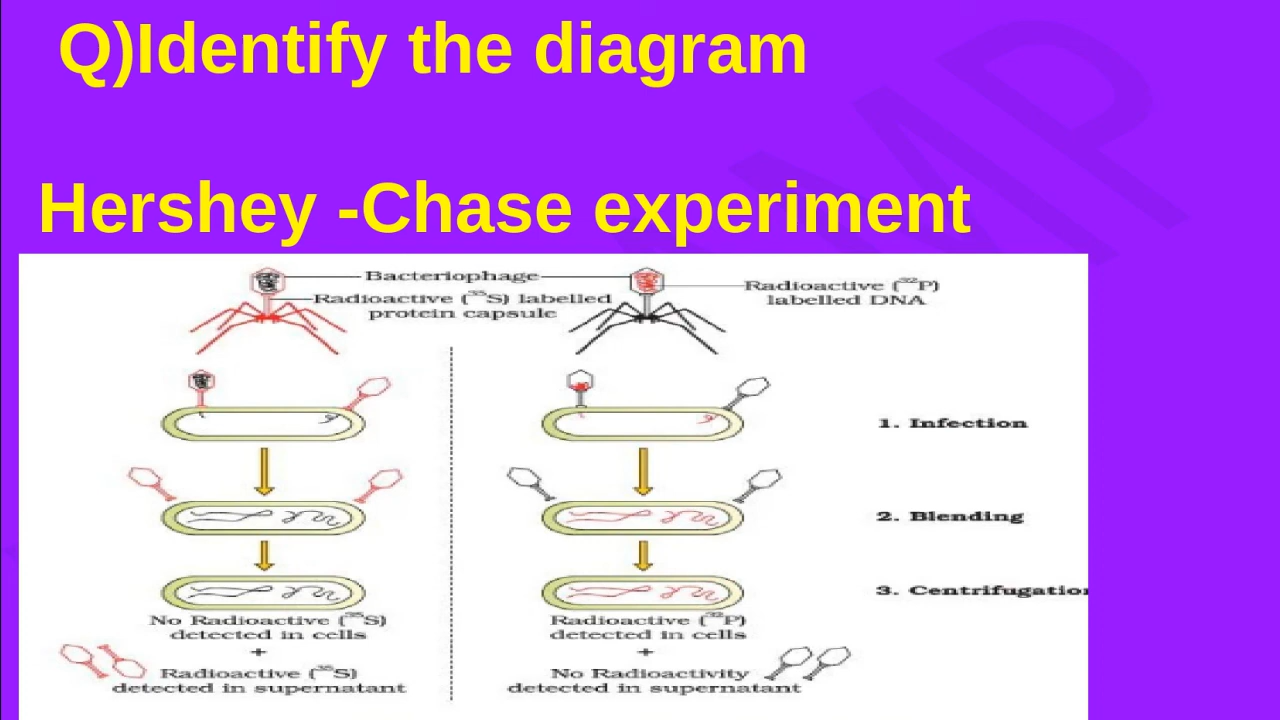 Q)Identify the diagram
Hershey -Chase experiment
Bacteriophage
Radioactive (³⁵S) labelled
protein capsule
Radioactive (³²P)
labelled DNA
1. Infection
2. Blending
3. Centrifugation
No Radioactive (³⁵S)
detected in cells
+
Radioactive (³⁵S)
detected in supernatant
Radioactive (³²P)
detected in cells
+
No Radioactivity
detected in supernatant